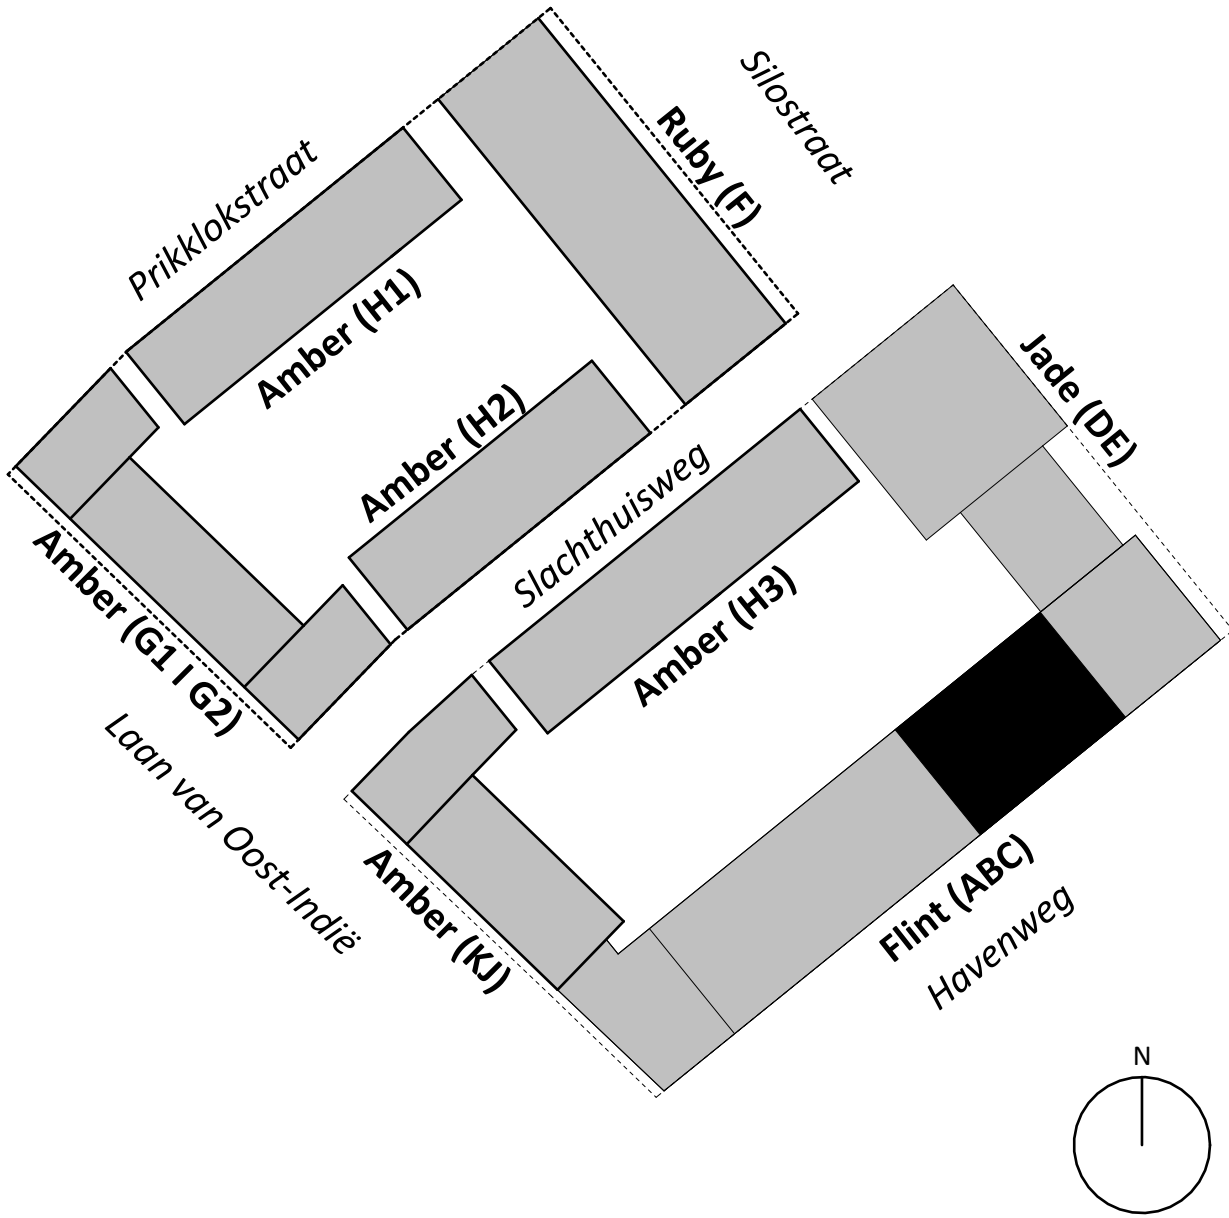 Silostraat
Ruby (F)
Prikklokstraat
Amber (H1)
Jade (DE)
Amber (H2)
Slachthuisweg
Amber (G1 I G2)
Amber (H3)
Laan van Oost-Indië
Amber (KJ)
Flint (ABC)
Havenweg
N